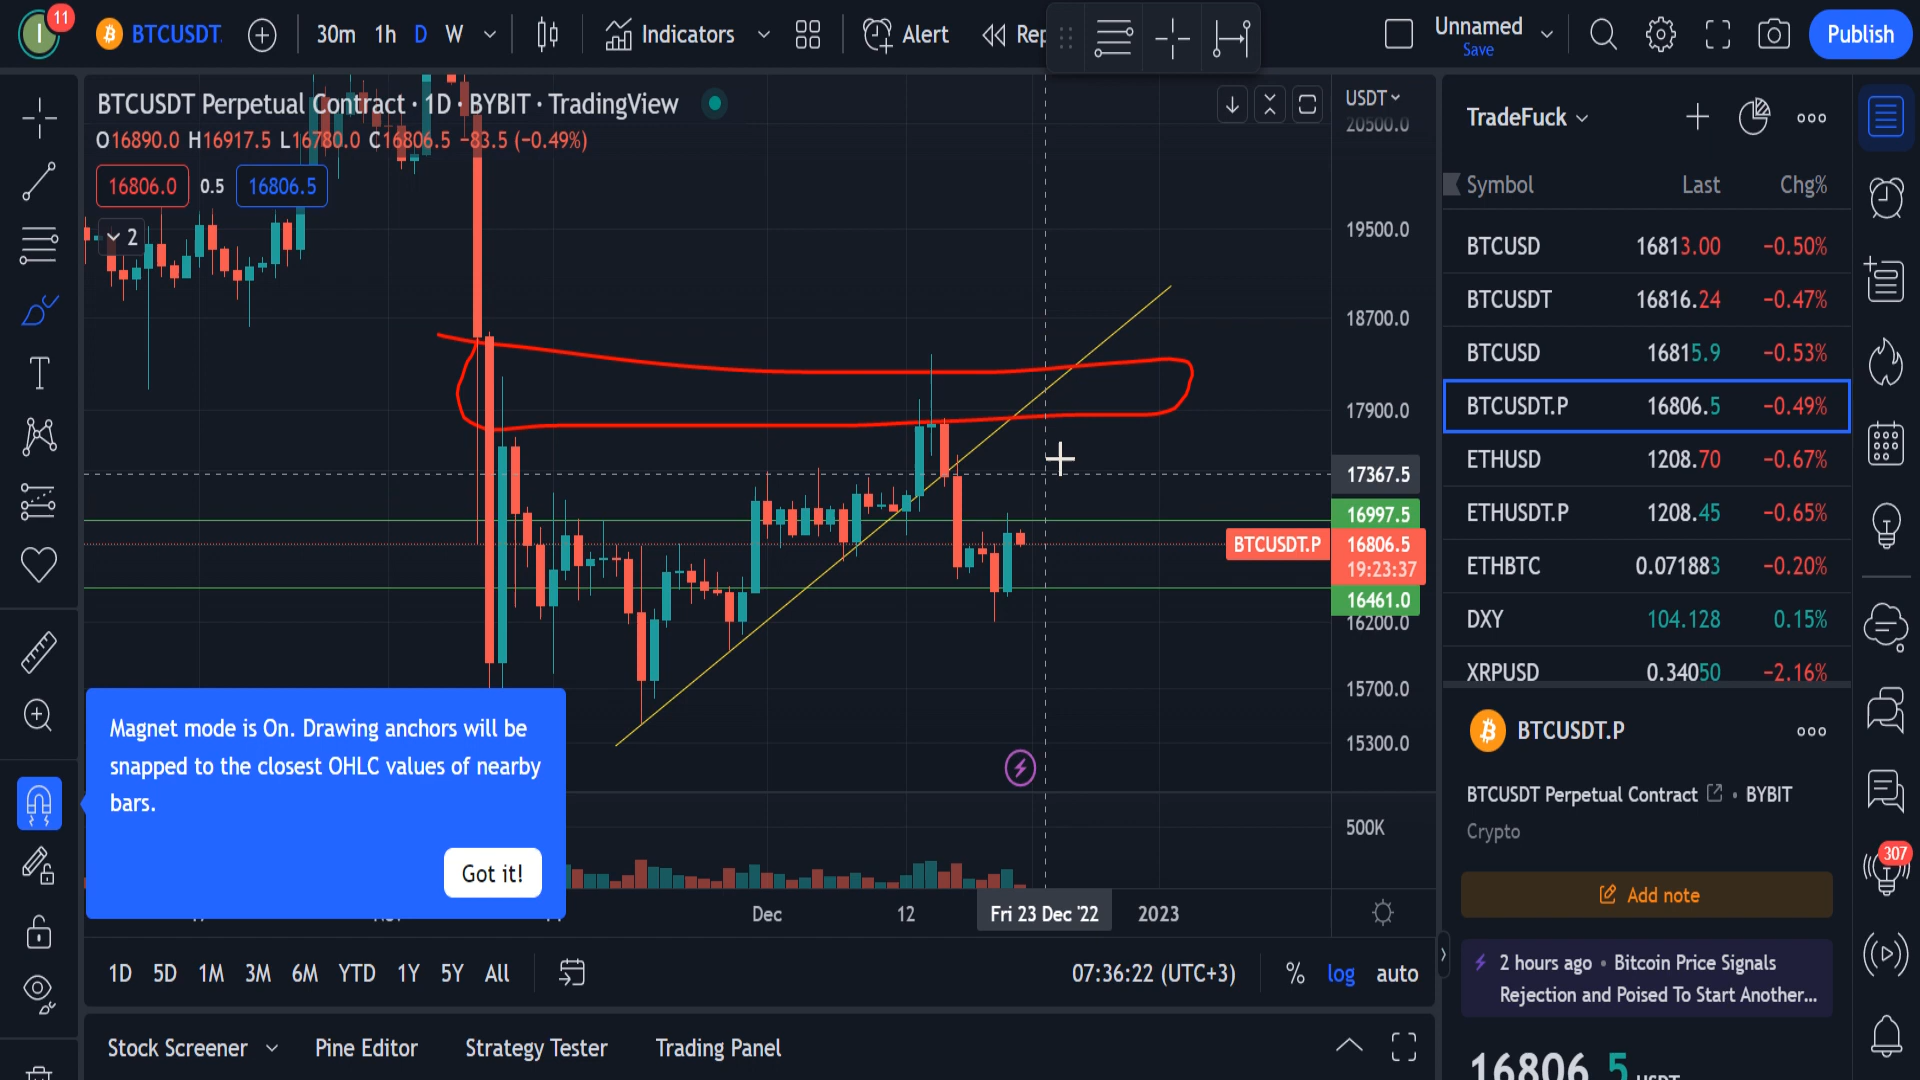 11
I
BTCUSDT
30m 1h D W
Indicators
Alert
Rep
Unnamed
Save
Publish
BTCUSDT Perpetual Contract · 1D · BYBIT · TradingView
O16890.0 H16917.5 L16780.0 C16806.5 −83.5 (−0.49%)
16806.0 0.5 16806.5
2
USDT
20500.0
19500.0
18700.0
17900.0
17367.5
16997.5
BTCUSDT.P 16806.5
19:23:37
16461.0
16200.0
15700.0
15300.0
500K
T
Magnet mode is On. Drawing anchors will be
snapped to the closest OHLC values of nearby
bars.
Got it!
Dec 12 Fri 23 Dec '22 2023
1D 5D 1M 3M 6M YTD 1Y 5Y All
07:36:22 (UTC+3) % log auto
Stock Screener Pine Editor Strategy Tester Trading Panel
TradeFuck
Symbol Last Chg%
BTCUSD 16813.00 −0.50%
BTCUSDT 16816.24 −0.47%
BTCUSD 16815.9 −0.53%
BTCUSDT.P 16806.5 −0.49%
ETHUSD 1208.70 −0.67%
ETHUSDT.P 1208.45 −0.65%
ETHBTC 0.071883 −0.20%
DXY 104.128 0.15%
XRPUSD 0.34050 −2.16%
BTCUSDT.P
BTCUSDT Perpetual Contract • BYBIT
Crypto
Add note
2 hours ago • Bitcoin Price Signals
Rejection and Poised To Start Another...
16806.5 USDT
307